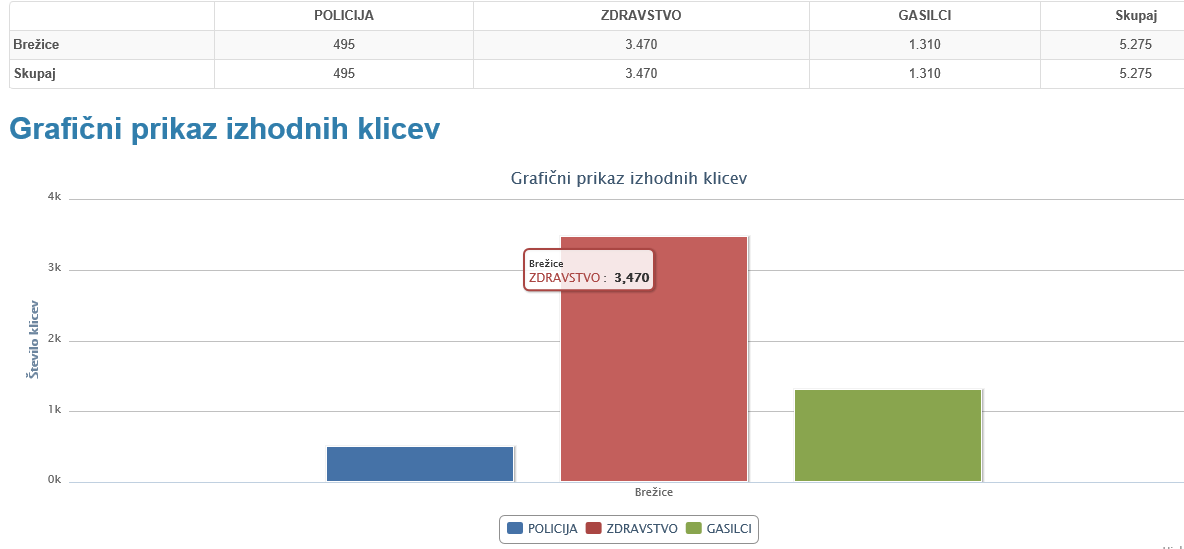 POLICIJA ZDRAVSTVO GASILCI Skupaj
Brežice 495 3.470 1.310 5.275
Skupaj 495 3.470 1.310 5.275
Grafični prikaz izhodnih klicev
Grafični prikaz izhodnih klicev
4k
3k
2k
1k
0k
Število klicev
Brežice
ZDRAVSTVO : 3,470
Brežice
POLICIJA ZDRAVSTVO GASILCI